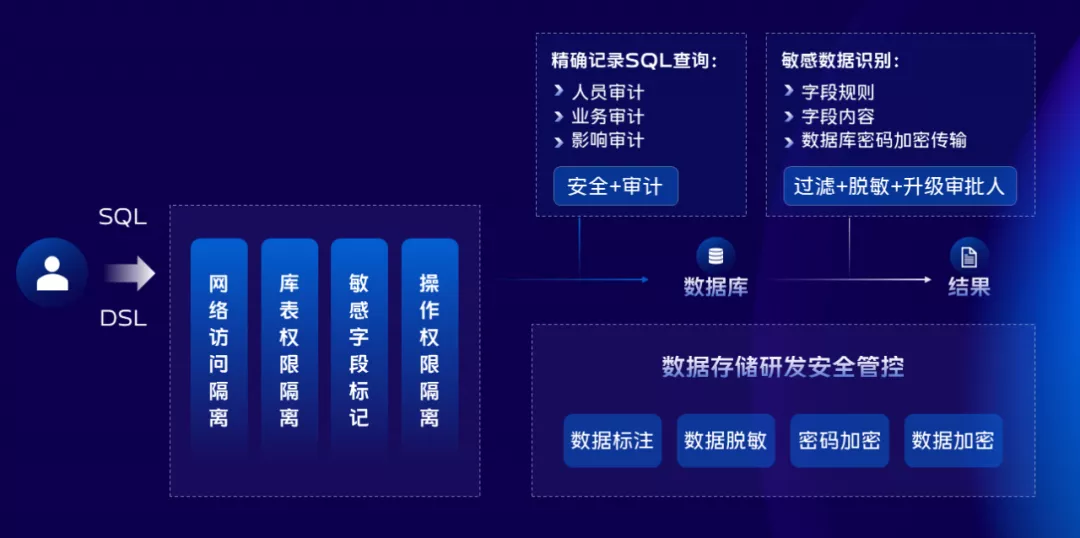 SQL
DSL
网络访问隔离
库表权限隔离
敏感字段标记
操作权限隔离
精确记录SQL查询：
人员审计
业务审计
影响审计
安全+审计
敏感数据识别：
字段规则
字段内容
数据库密码加密传输
过滤+脱敏+升级审批人
数据库
结果
数据存储研发安全管控
数据标注
数据脱敏
密码加密
数据加密